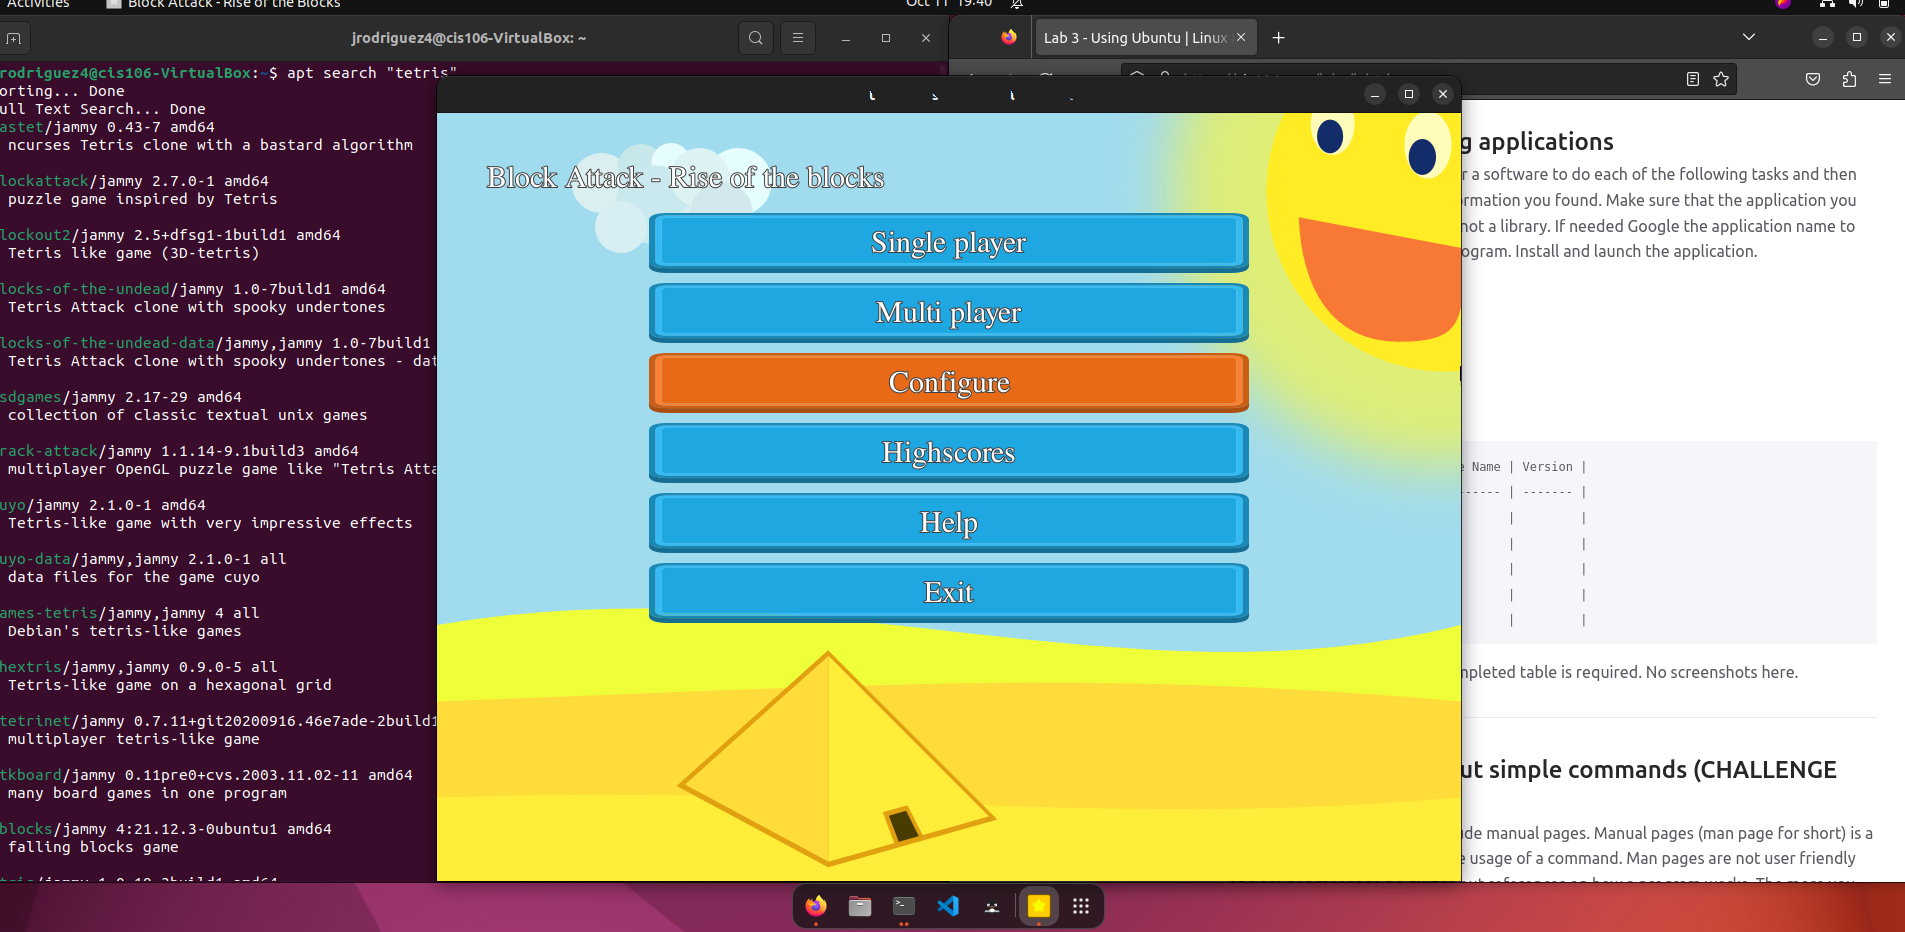 Activities
Block Attack - Rise of the Blocks
Oct 11 19:40
jrodriguez4@cis106-VirtualBox: ~
Lab 3 - Using Ubuntu | Linux
rodriguez4@cis106-VirtualBox:~$ apt search "tetris"
orting... Done
ull Text Search... Done
astet/jammy 0.43-7 amd64
ncurses Tetris clone with a bastard algorithm
lockattack/jammy 2.7.0-1 amd64
puzzle game inspired by Tetris
lockout2/jammy 2.5+dfsg1-1build1 amd64
Tetris like game (3D-tetris)
locks-of-the-undead/jammy 1.0-7build1 amd64
Tetris Attack clone with spooky undertones
locks-of-the-undead-data/jammy,jammy 1.0-7build1
Tetris Attack clone with spooky undertones - dat
sdgames/jammy 2.17-29 amd64
collection of classic textual unix games
rack-attack/jammy 1.1.14-9.1build3 amd64
multiplayer OpenGL puzzle game like "Tetris Atta
uyo/jammy 2.1.0-1 amd64
Tetris-like game with very impressive effects
uyo-data/jammy,jammy 2.1.0-1 all
data files for the game cuyo
ames-tetris/jammy,jammy 4 all
Debian's tetris-like games
hextris/jammy,jammy 0.9.0-5 all
Tetris-like game on a hexagonal grid
tetrinet/jammy 0.7.11+git20200916.46e7ade-2build1
multiplayer tetris-like game
tkboard/jammy 0.11pre0+cvs.2003.11.02-11 amd64
many board games in one program
blocks/jammy 4:21.12.3-0ubuntu1 amd64
falling blocks game
Block Attack - Rise of the blocks
Single player
Multi player
Configure
Highscores
Help
Exit
g applications
r a software to do each of the following tasks and then
ormation you found. Make sure that the application you
not a library. If needed Google the application name to
ogram. Install and launch the application.
e Name | Version |
----- | ------- |
| |
| |
| |
| |
| |
mpleted table is required. No screenshots here.
ut simple commands (CHALLENGE
ude manual pages. Manual pages (man page for short) is a
e usage of a command. Man pages are not user friendly